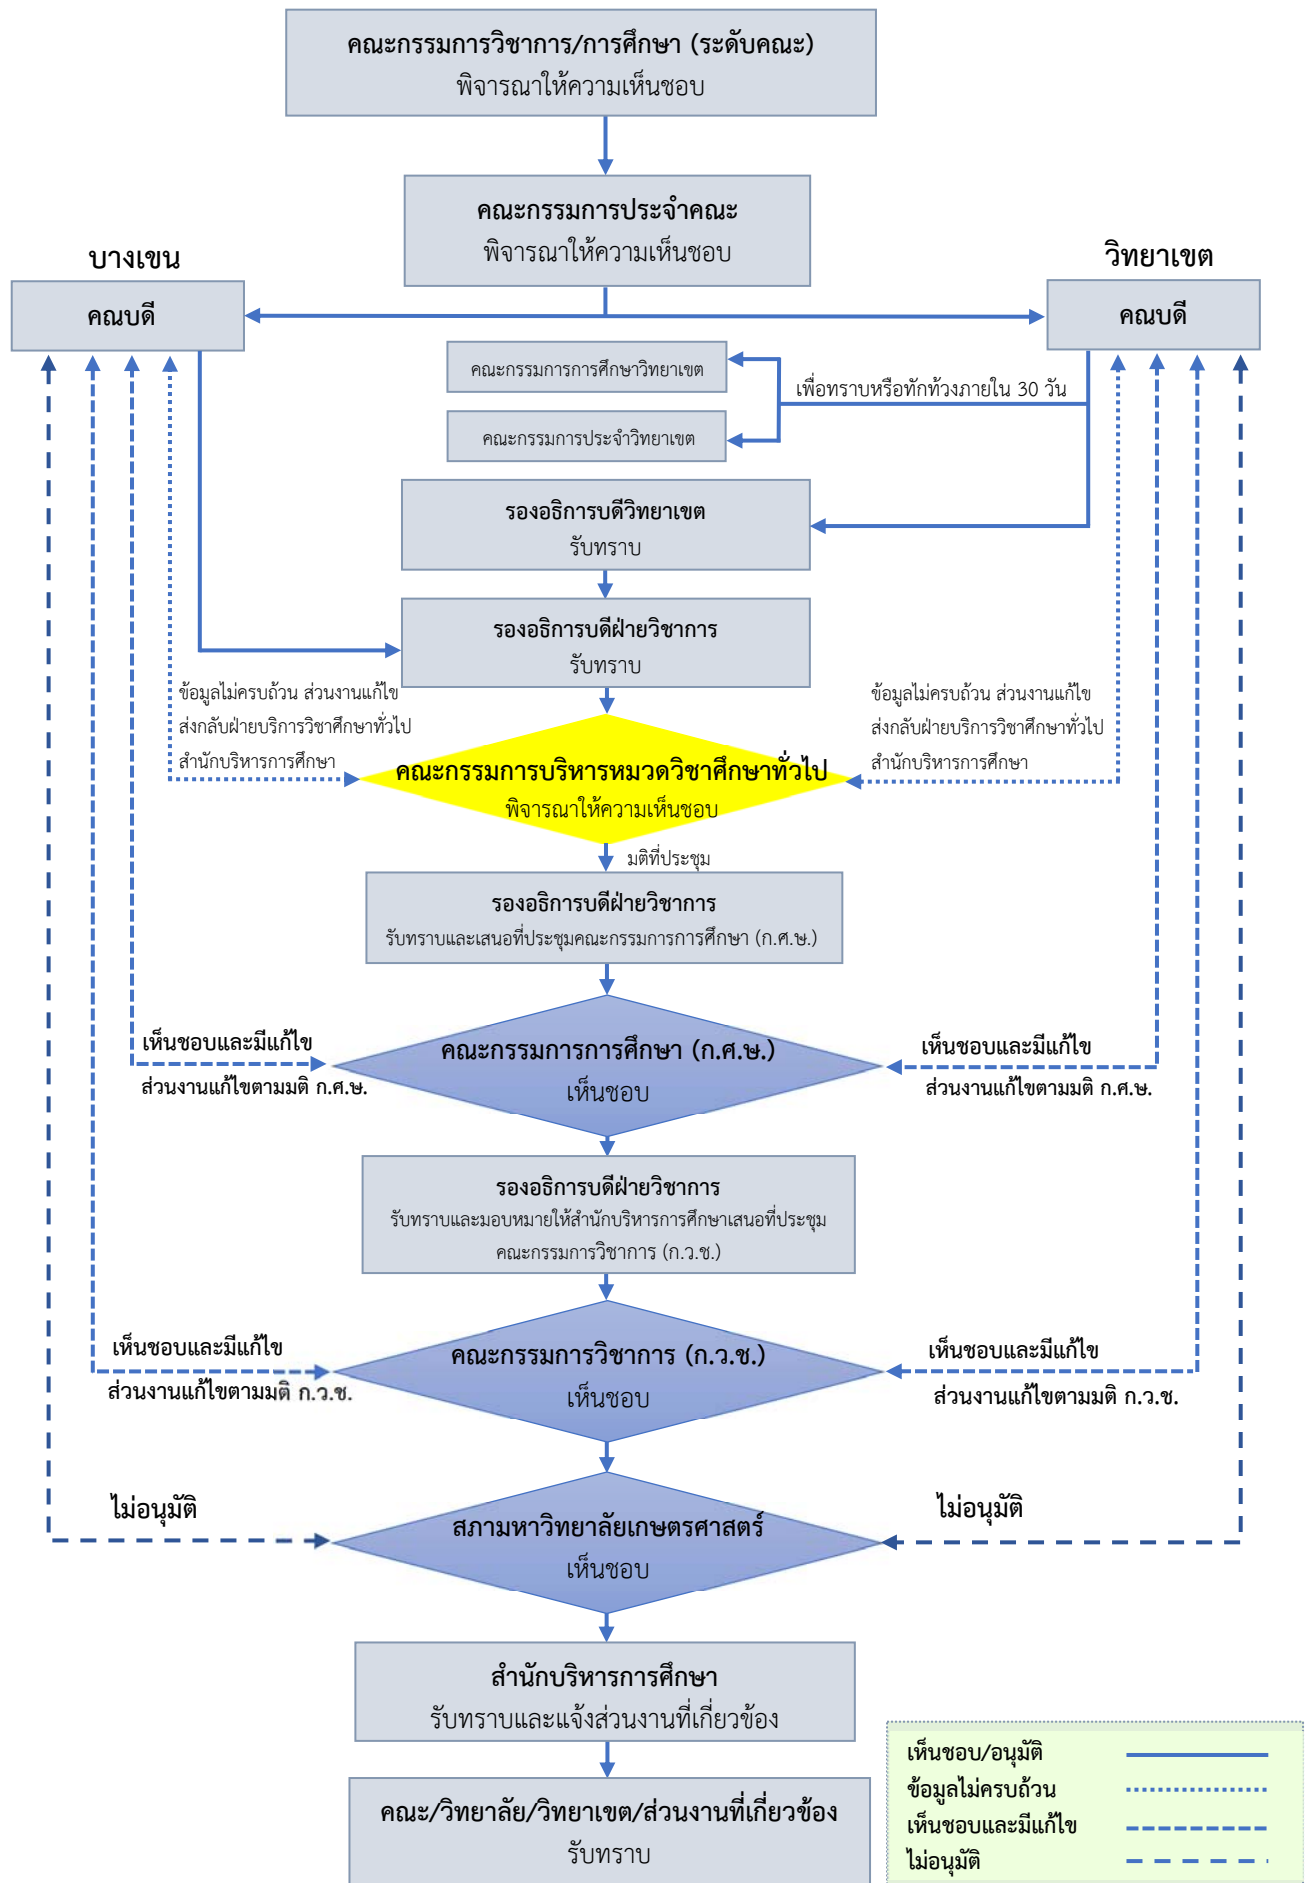 คณะกรรมการวิชาการ/การศึกษา (ระดับคณะ)
พิจารณาให้ความเห็นชอบ
คณะกรรมการประจำคณะ
พิจารณาให้ความเห็นชอบ
บางเขน
วิทยาเขต
คณบดี
คณบดี
คณะกรรมการการศึกษาวิทยาเขต
เพื่อทราบหรือทักท้วงภายใน 30 วัน
คณะกรรมการประจำวิทยาเขต
รองอธิการบดีวิทยาเขต
รับทราบ
รองอธิการบดีฝ่ายวิชาการ
รับทราบ
ข้อมูลไม่ครบถ้วน ส่วนงานแก้ไข
ส่งกลับฝ่ายบริการวิชาศึกษาทั่วไป
สำนักบริหารการศึกษา
ข้อมูลไม่ครบถ้วน ส่วนงานแก้ไข
ส่งกลับฝ่ายบริการวิชาศึกษาทั่วไป
สำนักบริหารการศึกษา
คณะกรรมการบริหารหมวดวิชาศึกษาทั่วไป
พิจารณาให้ความเห็นชอบ
มติที่ประชุม
รองอธิการบดีฝ่ายวิชาการ
รับทราบและเสนอที่ประชุมคณะกรรมการการศึกษา (ก.ศ.ษ.)
เห็นชอบและมีแก้ไข
ส่วนงานแก้ไขตามมติ ก.ศ.ษ.
คณะกรรมการการศึกษา (ก.ศ.ษ.)
เห็นชอบ
เห็นชอบและมีแก้ไข
ส่วนงานแก้ไขตามมติ ก.ศ.ษ.
รองอธิการบดีฝ่ายวิชาการ
รับทราบและมอบหมายให้สำนักบริหารการศึกษาเสนอที่ประชุม
คณะกรรมการวิชาการ (ก.ว.ช.)
เห็นชอบและมีแก้ไข
ส่วนงานแก้ไขตามมติ ก.ว.ช.
คณะกรรมการวิชาการ (ก.ว.ช.)
เห็นชอบ
เห็นชอบและมีแก้ไข
ส่วนงานแก้ไขตามมติ ก.ว.ช.
ไม่อนุมัติ
สภามหาวิทยาลัยเกษตรศาสตร์
เห็นชอบ
ไม่อนุมัติ
สำนักบริหารการศึกษา
รับทราบและแจ้งส่วนงานที่เกี่ยวข้อง
คณะ/วิทยาลัย/วิทยาเขต/ส่วนงานที่เกี่ยวข้อง
รับทราบ
เห็นชอบ/อนุมัติ
ข้อมูลไม่ครบถ้วน
เห็นชอบและมีแก้ไข
ไม่อนุมัติ